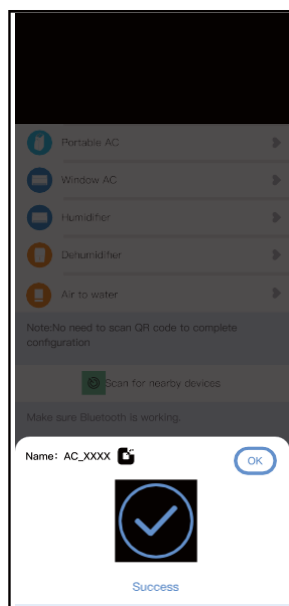 Portable AC
Window AC
Humidifier
Dehumidifier
Air to water
Note:No need to scan QR code to complete
configuration
Scan for nearby devices
Make sure Bluetooth is working.
Name: AC_XXXX
OK
Success